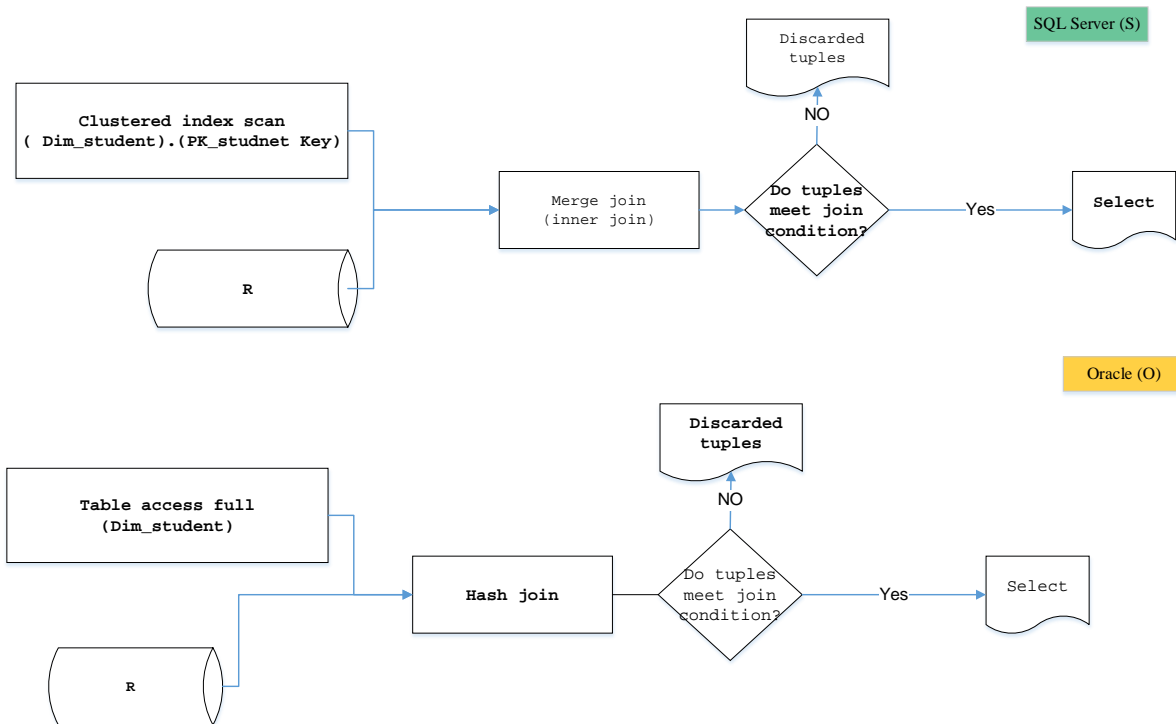 SQL Server (S)
Discarded
tuples
NO
Clustered index scan
( Dim_student).(PK_studnet Key)
Merge join
(inner join)
Do tuples
meet join
condition?
Yes
Select
R
Oracle (O)
Discarded
tuples
NO
Table access full
(Dim_student)
Hash join
Do tuples
meet join
condition?
Yes
Select
R